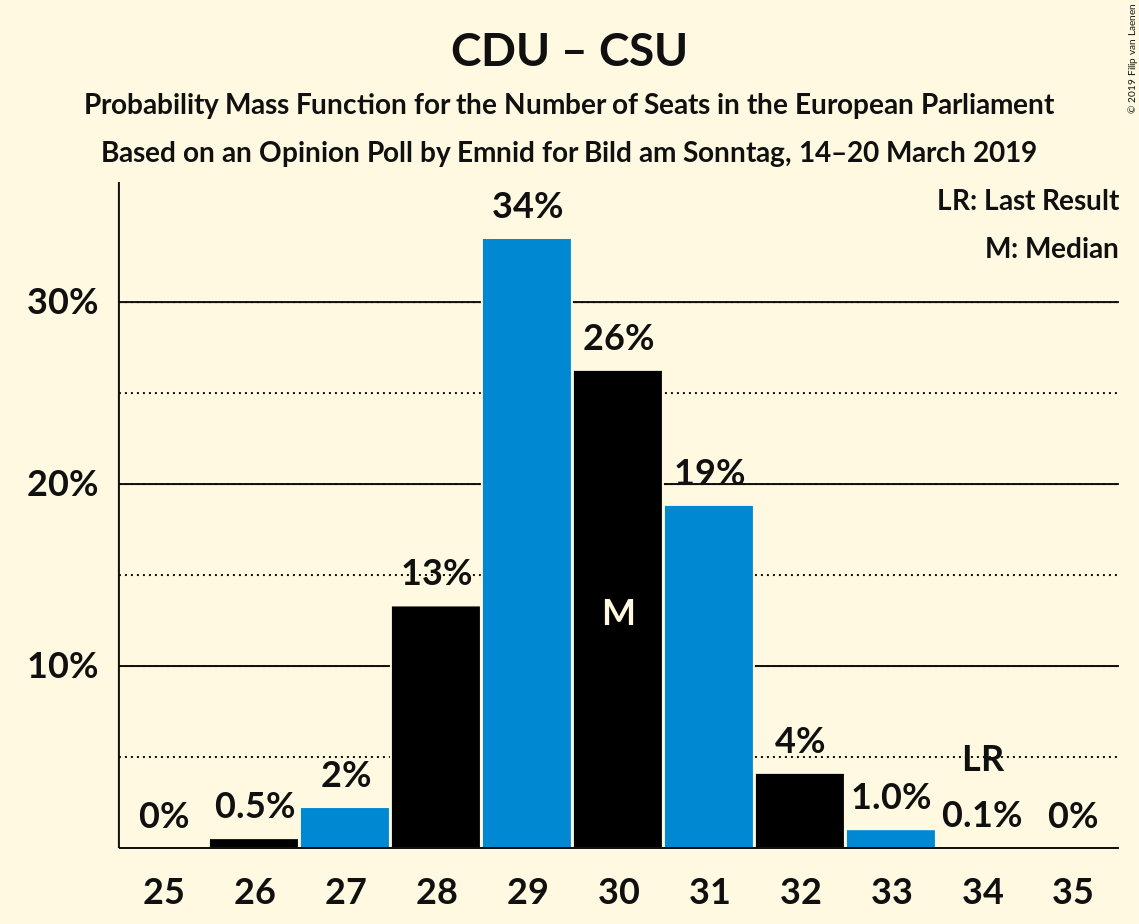 CDU – CSU
Probability Mass Function for the Number of Seats in the European Parliament
Based on an Opinion Poll by Emnid for Bild am Sonntag, 14–20 March 2019
© 2019 Filip van Laenen
LR: Last Result
M: Median
34%
30%
26%
20%
19%
13%
M
10%
4%
LR
2%
0%
0.5%
1.0%
0.1%
0%
25 26 27 28 29 30 31 32 33 34 35